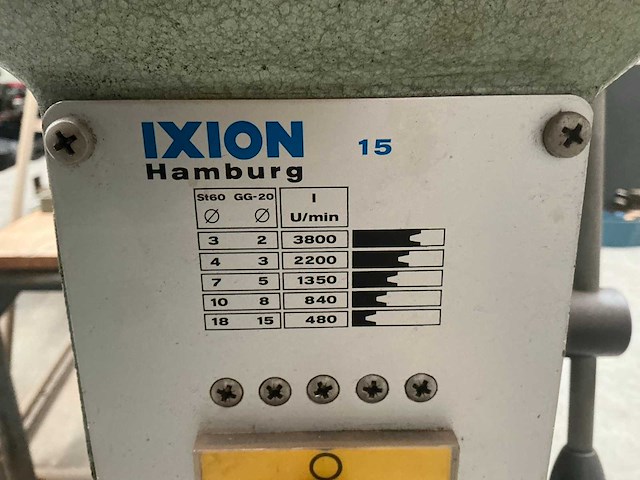 IXION 15
Hamburg
St60 GG-20 I
∅ ∅ U/min
3 2 3800
4 3 2200
7 5 1350
10 8 840
18 15 480
O